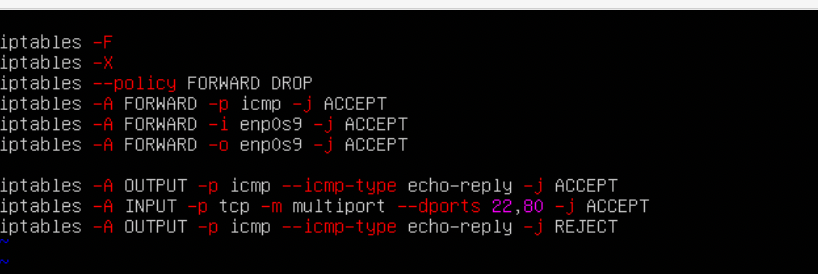 iptables -F
iptables -X
iptables --policy FORWARD DROP
iptables -A FORWARD -p icmp -j ACCEPT
iptables -A FORWARD -i enp0s9 -j ACCEPT
iptables -A FORWARD -o enp0s9 -j ACCEPT
iptables -A OUTPUT -p icmp --icmp-type echo-reply -j ACCEPT
iptables -A INPUT -p tcp -m multiport --dports 22,80 -j ACCEPT
iptables -A OUTPUT -p icmp --icmp-type echo-reply -j REJECT
~
~